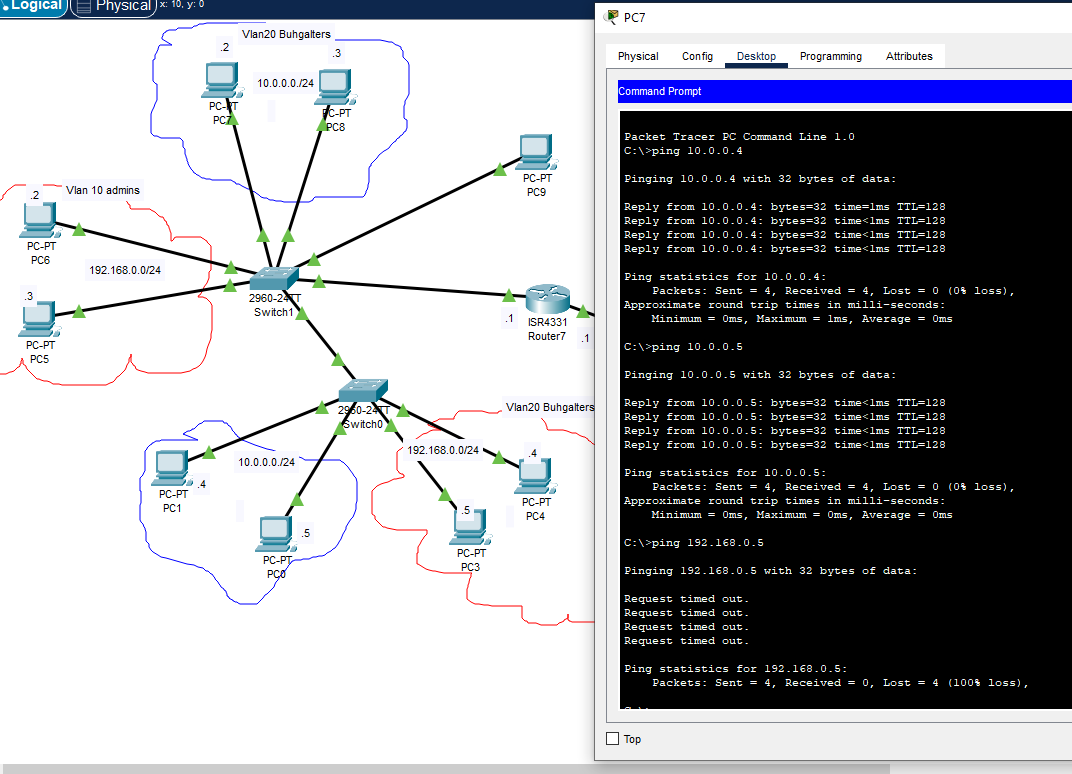 Logical
Physical
x: 10, y: 0
Vlan20 Buhgalters
.2
.3
10.0.0.0./24
PC-PT
PC7
PC-PT
PC8
PC-PT
PC9
Vlan 10 admins
.2
PC-PT
PC6
192.168.0.0/24
.3
PC-PT
PC5
2960-24TT
Switch1
.1
ISR4331
Router7
.1
2960-24TT
Switch0
Vlan20 Buhgalters
10.0.0.0./24
192.168.0.0/24
.4
PC-PT
PC1
.5
PC-PT
PC0
.4
PC-PT
PC4
.5
PC-PT
PC3
PC7
Physical
Config
Desktop
Programming
Attributes
Command Prompt
Packet Tracer PC Command Line 1.0
C:\>ping 10.0.0.4
Pinging 10.0.0.4 with 32 bytes of data:
Reply from 10.0.0.4: bytes=32 time=1ms TTL=128
Reply from 10.0.0.4: bytes=32 time<1ms TTL=128
Reply from 10.0.0.4: bytes=32 time<1ms TTL=128
Reply from 10.0.0.4: bytes=32 time<1ms TTL=128
Ping statistics for 10.0.0.4:
Packets: Sent = 4, Received = 4, Lost = 0 (0% loss),
Approximate round trip times in milli-seconds:
Minimum = 0ms, Maximum = 1ms, Average = 0ms
C:\>ping 10.0.0.5
Pinging 10.0.0.5 with 32 bytes of data:
Reply from 10.0.0.5: bytes=32 time<1ms TTL=128
Reply from 10.0.0.5: bytes=32 time<1ms TTL=128
Reply from 10.0.0.5: bytes=32 time<1ms TTL=128
Reply from 10.0.0.5: bytes=32 time<1ms TTL=128
Ping statistics for 10.0.0.5:
Packets: Sent = 4, Received = 4, Lost = 0 (0% loss),
Approximate round trip times in milli-seconds:
Minimum = 0ms, Maximum = 0ms, Average = 0ms
C:\>ping 192.168.0.5
Pinging 192.168.0.5 with 32 bytes of data:
Request timed out.
Request timed out.
Request timed out.
Request timed out.
Ping statistics for 192.168.0.5:
Packets: Sent = 4, Received = 0, Lost = 4 (100% loss),
Top